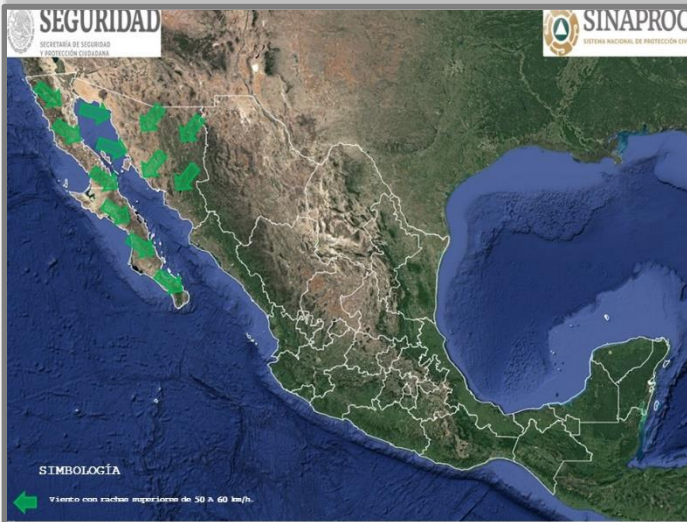 SEGURIDAD
SECRETARÍA DE SEGURIDAD
Y PROTECCIÓN CIUDADANA
SINAPROC
SISTEMA NACIONAL DE PROTECCIÓN CIV
SIMBOLOGÍA
Viento con rachas superiores de 50 A 60 km/h.